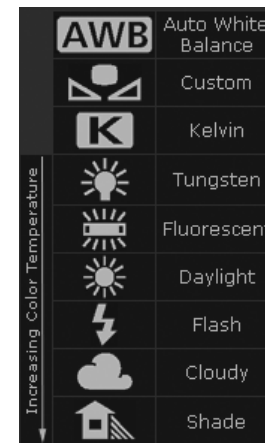 AWB
Auto White
Balance
Custom
K
Kelvin
Increasing Color Temperature
Tungsten
Fluorescent
Daylight
Flash
Cloudy
Shade